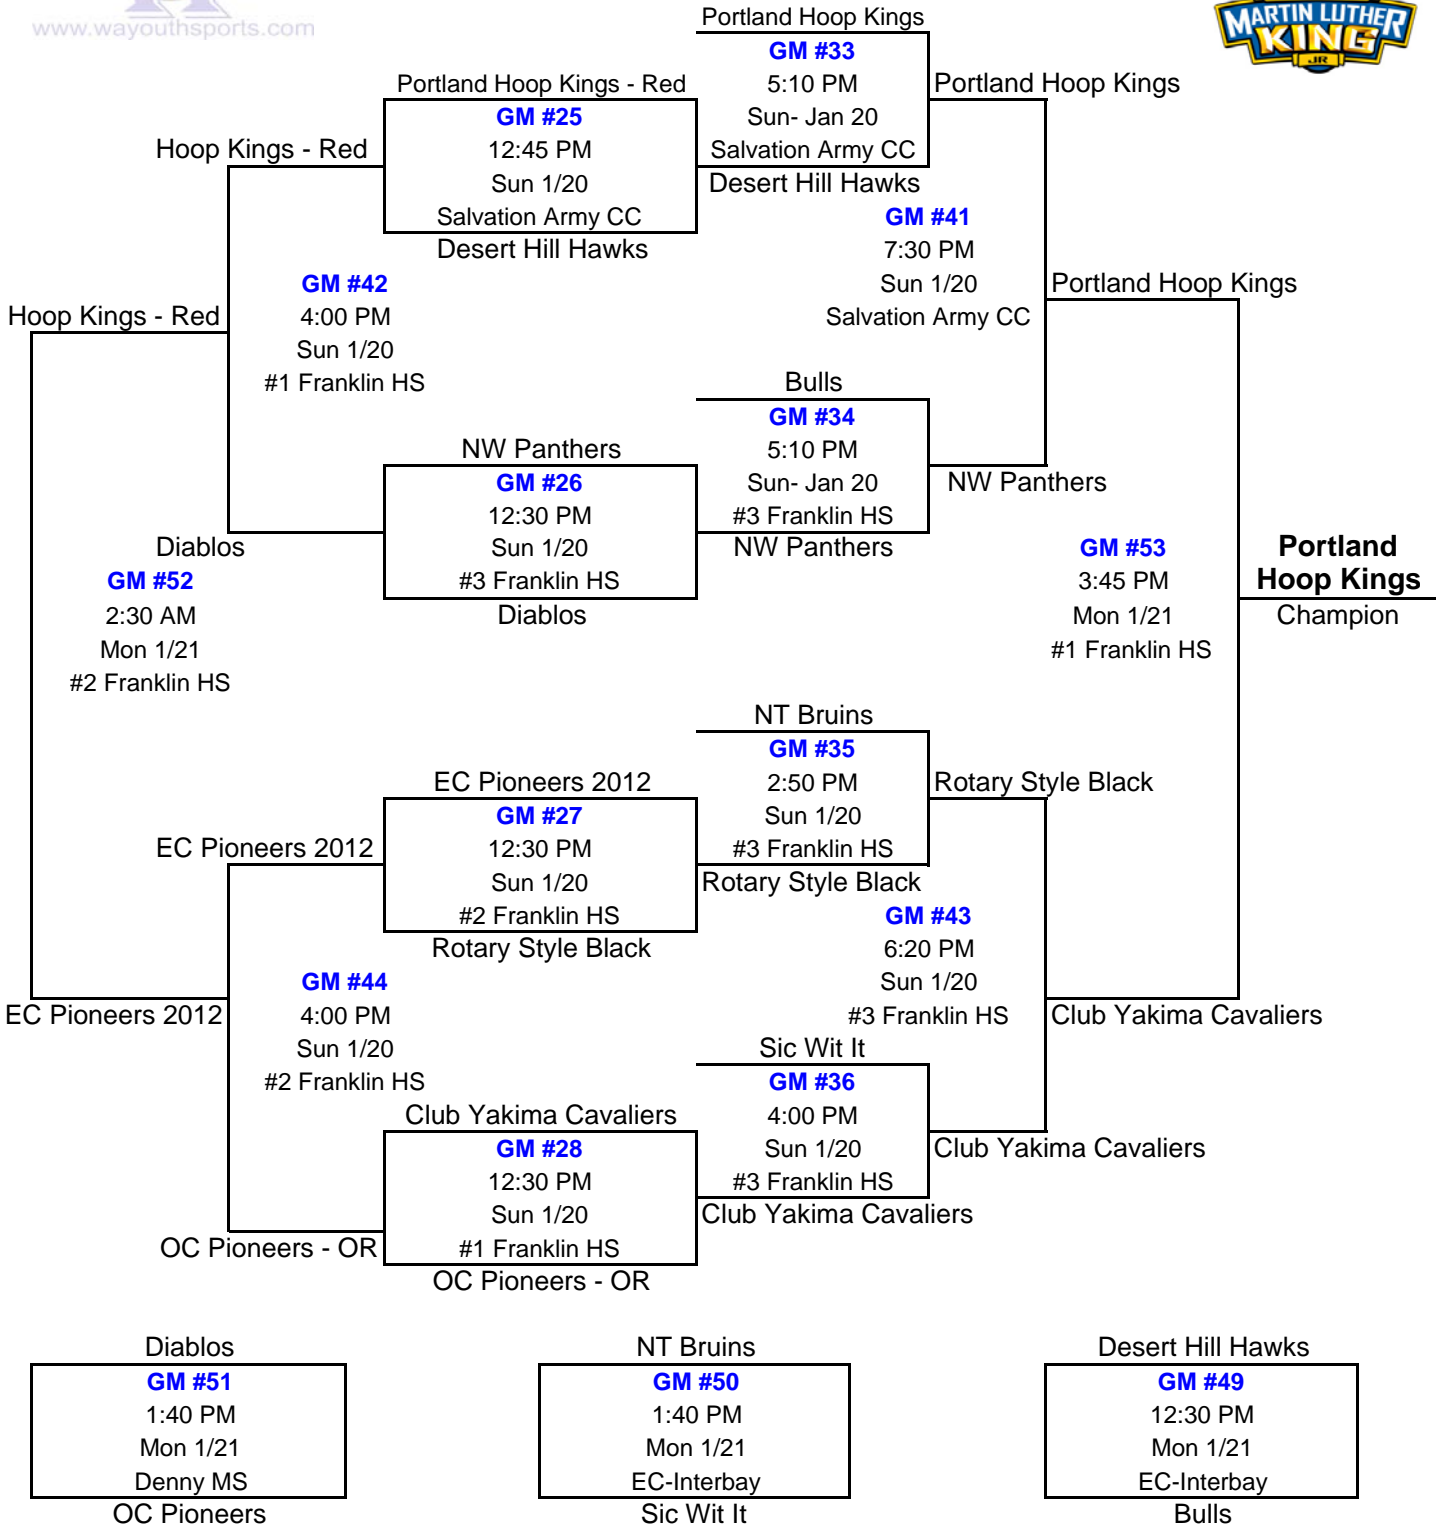 www.wayouthsports.com
MARTIN LUTHER
KING
JR
Portland Hoop Kings
GM #33
5:10 PM
Sun- Jan 20
Salvation Army CC
Desert Hill Hawks
Portland Hoop Kings - Red
GM #25
12:45 PM
Sun 1/20
Salvation Army CC
Desert Hill Hawks
Hoop Kings - Red
Portland Hoop Kings
GM #41
7:30 PM
Sun 1/20
Salvation Army CC
Portland Hoop Kings
GM #42
4:00 PM
Sun 1/20
#1 Franklin HS
Hoop Kings - Red
Bulls
GM #34
5:10 PM
Sun- Jan 20
#3 Franklin HS
NW Panthers
NW Panthers
NW Panthers
GM #26
12:30 PM
Sun 1/20
#3 Franklin HS
Diablos
Diablos
GM #52
2:30 AM
Mon 1/21
#2 Franklin HS
GM #53
3:45 PM
Mon 1/21
#1 Franklin HS
Portland
Hoop Kings
Champion
NT Bruins
GM #35
2:50 PM
Sun 1/20
#3 Franklin HS
Rotary Style Black
Rotary Style Black
EC Pioneers 2012
GM #27
12:30 PM
Sun 1/20
#2 Franklin HS
Rotary Style Black
EC Pioneers 2012
GM #43
6:20 PM
Sun 1/20
#3 Franklin HS
Club Yakima Cavaliers
GM #44
4:00 PM
Sun 1/20
#2 Franklin HS
EC Pioneers 2012
Sic Wit It
GM #36
4:00 PM
Sun 1/20
#3 Franklin HS
Club Yakima Cavaliers
Club Yakima Cavaliers
Club Yakima Cavaliers
GM #28
12:30 PM
Sun 1/20
#1 Franklin HS
OC Pioneers - OR
OC Pioneers - OR
Diablos
GM #51
1:40 PM
Mon 1/21
Denny MS
OC Pioneers
NT Bruins
GM #50
1:40 PM
Mon 1/21
EC-Interbay
Sic Wit It
Desert Hill Hawks
GM #49
12:30 PM
Mon 1/21
EC-Interbay
Bulls